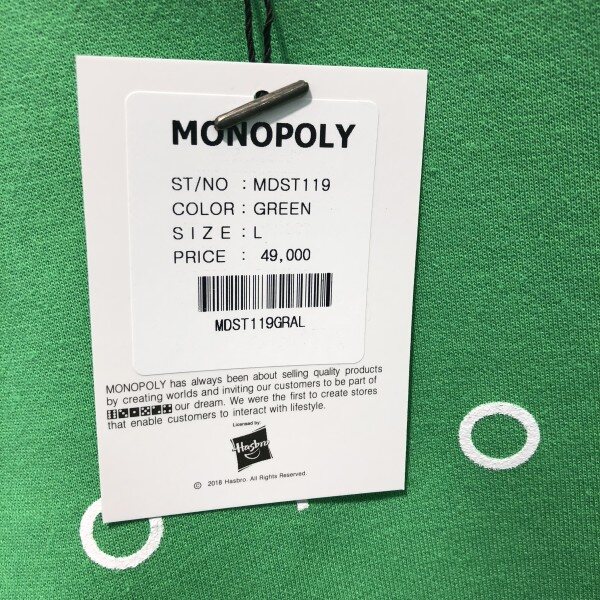 MONOPOLY
ST/NO : MDST119
COLOR : GREEN
SIZE : L
PRICE : 49,000
MDST119GRAL
MONOPOLY has always been about selling quality products
by creating worlds and inviting our customers to be part of
our dream. We were the first to create stores
that enable customers to interact with lifestyle.
Licensed by:
Hasbro
© 2018 Hasbro. All Rights Reserved.